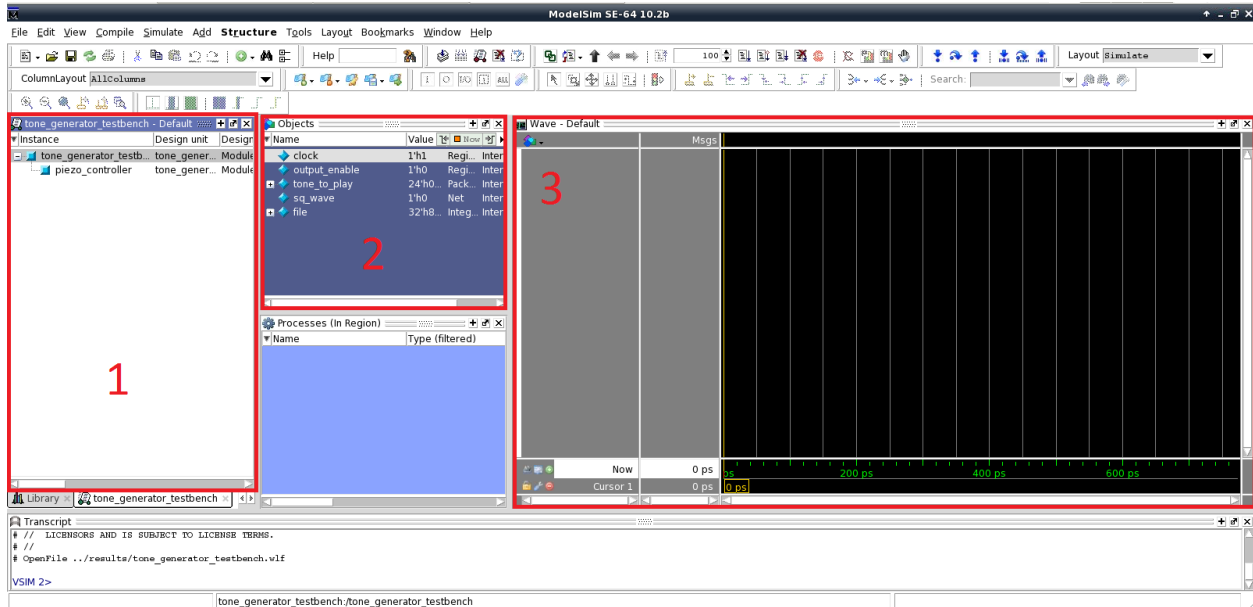 ModelSim SE-64 10.2b
File Edit View Compile Simulate Add Structure Tools Layout Bookmarks Window Help
Help 100 Layout Simulate
ColumnLayout AllColumns ALL Search:
tone_generator_testbench - Default
Instance Design unit Design
tone_generator_testb... tone_gener... Module
piezo_controller tone_gener... Module
1
Library tone_generator_testbench
Objects
Name Value Now
clock 1'h1 Regi... Inter
output_enable 1'h0 Regi... Inter
tone_to_play 24'h0... Pack... Inter
sq_wave 1'h0 Net Inter
file 32'h8... Integ... Inter
2
Processes (In Region)
Name Type (filtered)
Wave - Default
Msgs
3
Now 0 ps ps 200 ps 400 ps 600 ps
Cursor 1 0 ps 0 ps
Transcript
# // LICENSORS AND IS SUBJECT TO LICENSE TERMS.
# //
# OpenFile ../results/tone_generator_testbench.wlf
VSIM 2>
tone_generator_testbench:/tone_generator_testbench